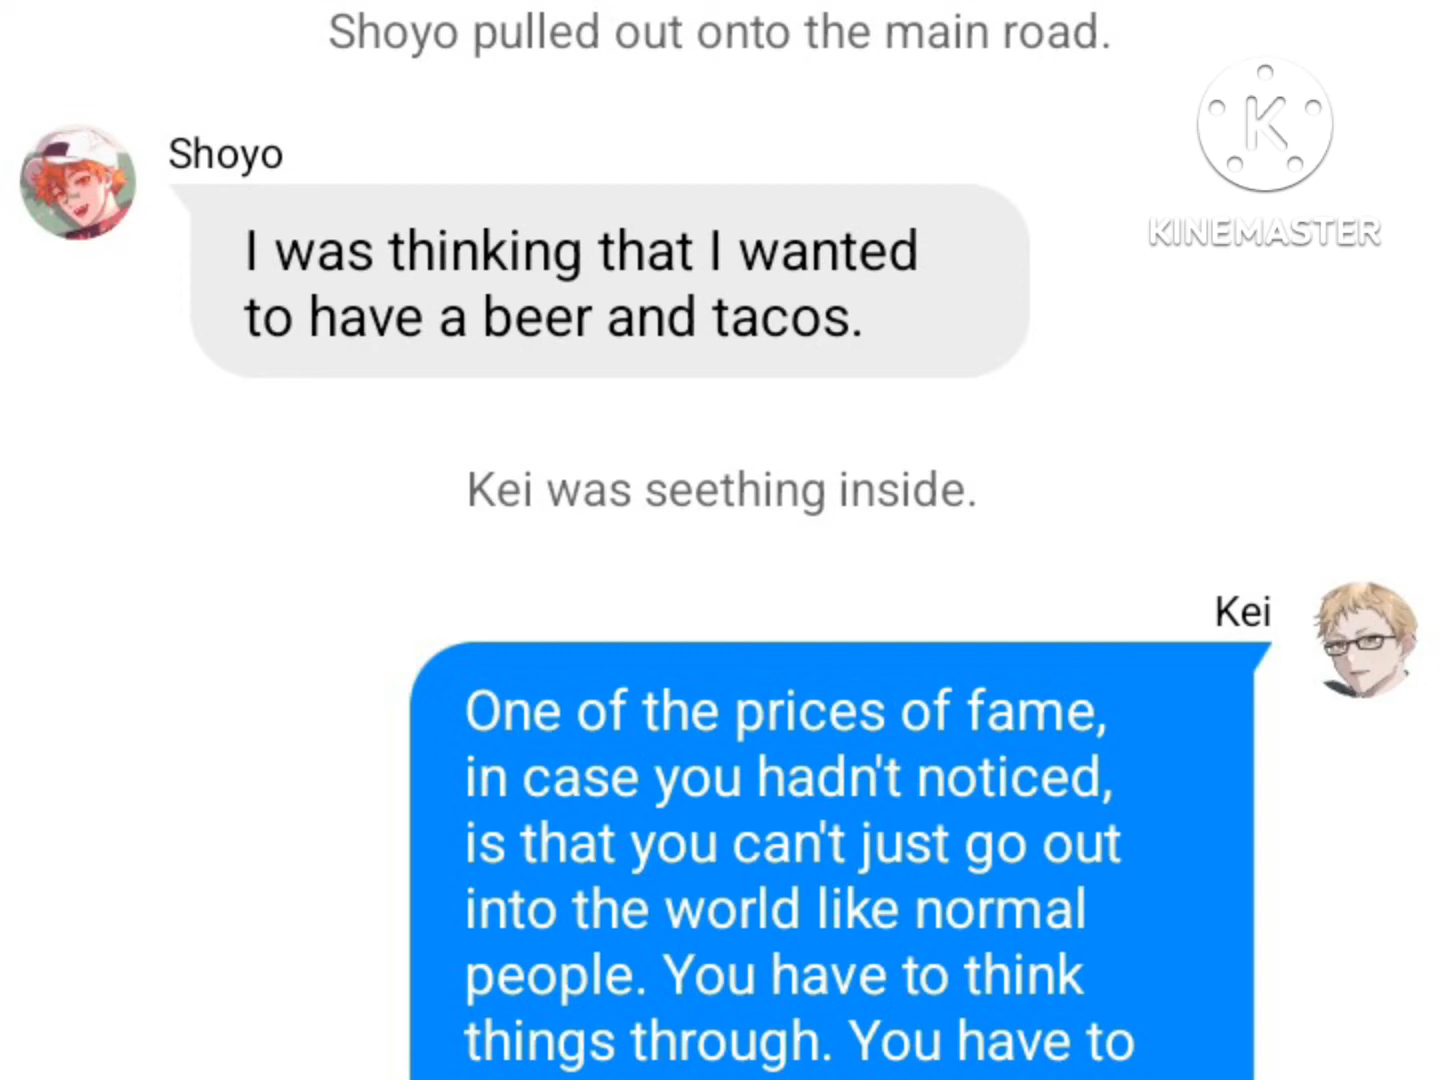 Shoyo pulled out onto the main road.
K
KINEMASTER
Shoyo
I was thinking that I wanted
to have a beer and tacos.
Kei was seething inside.
Kei
One of the prices of fame,
in case you hadn't noticed,
is that you can't just go out
into the world like normal
people. You have to think
things through. You have to